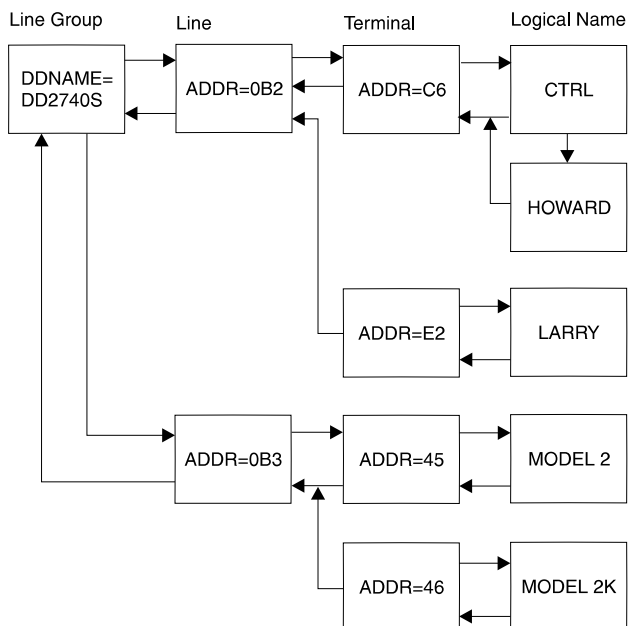 Line Group
Line
Terminal
Logical Name
DDNAME=
DD2740S
ADDR=0B2
ADDR=C6
CTRL
HOWARD
ADDR=E2
LARRY
ADDR=0B3
ADDR=45
MODEL 2
ADDR=46
MODEL 2K